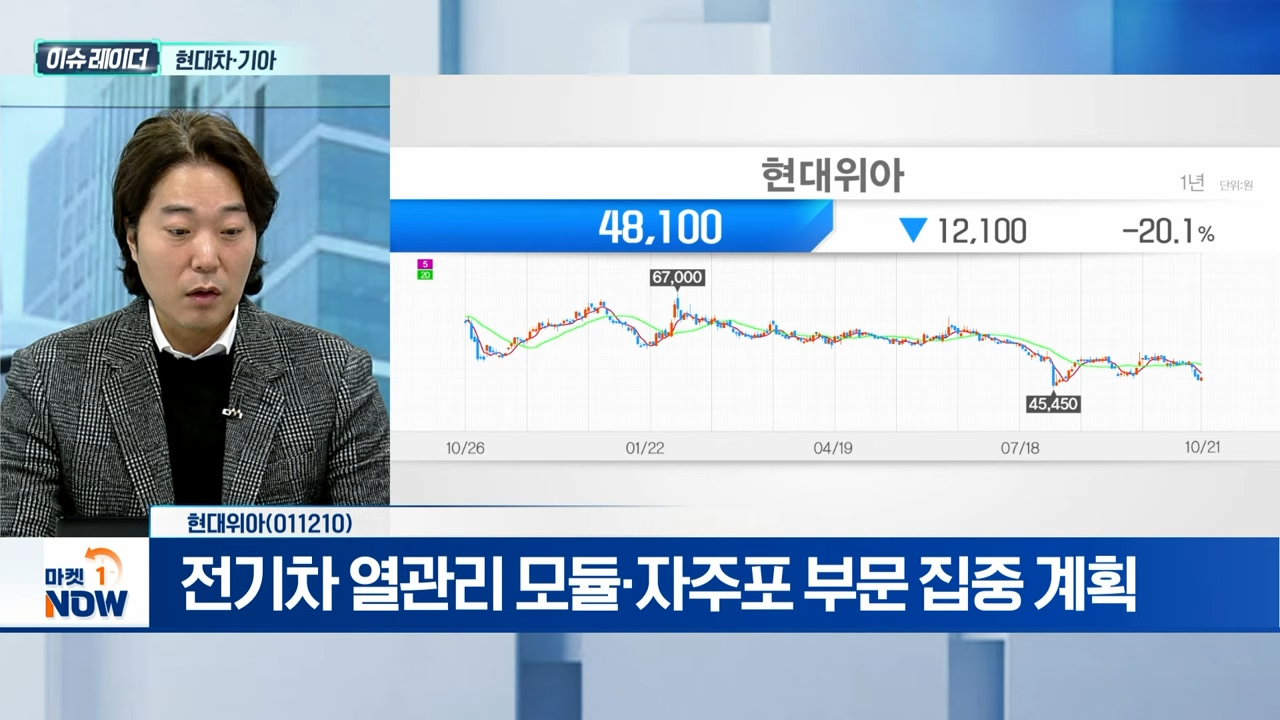 이슈레이더 현대차·기아
현대위아
1년 단위:원
48,100 ▼ 12,100 -20.1%
5
20
67,000
45,450
10/26 01/22 04/19 07/18 10/21
현대위아(011210)
마켓 1
NOW
전기차 열관리 모듈·자주포 부문 집중 계획